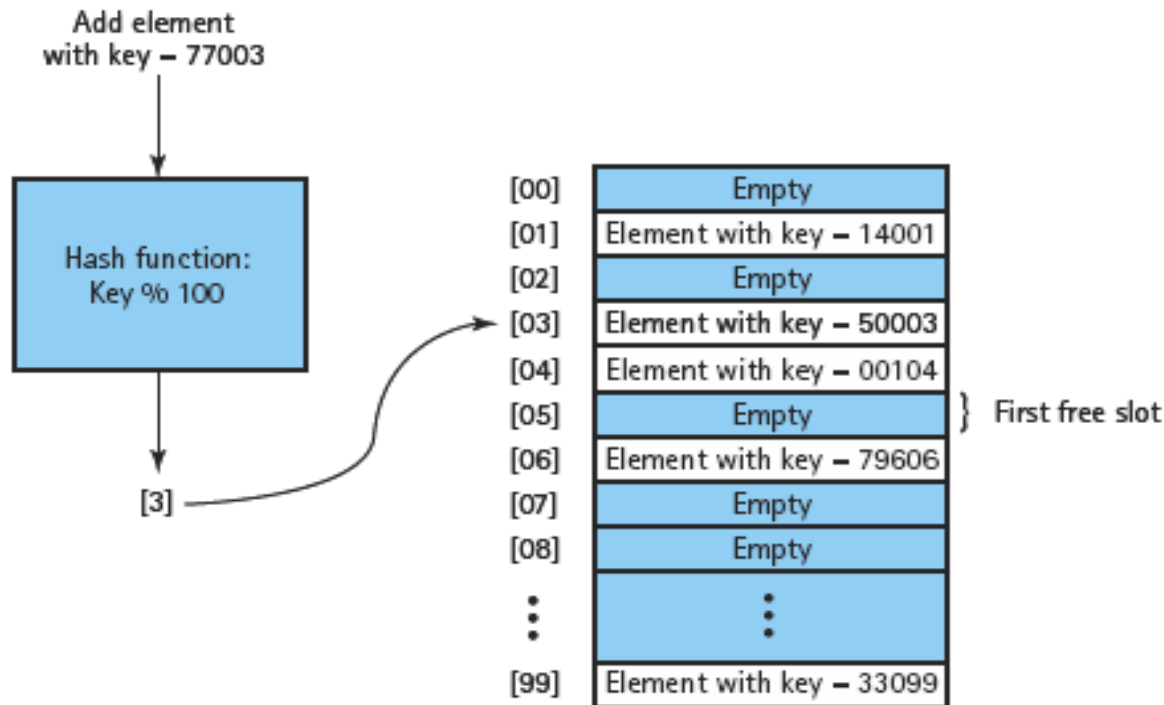 Add element
with key – 77003
Hash function:
Key % 100
[3]
[00] Empty
[01] Element with key – 14001
[02] Empty
[03] Element with key – 50003
[04] Element with key – 00104
[05] Empty } First free slot
[06] Element with key – 79606
[07] Empty
[08] Empty
[99] Element with key – 33099